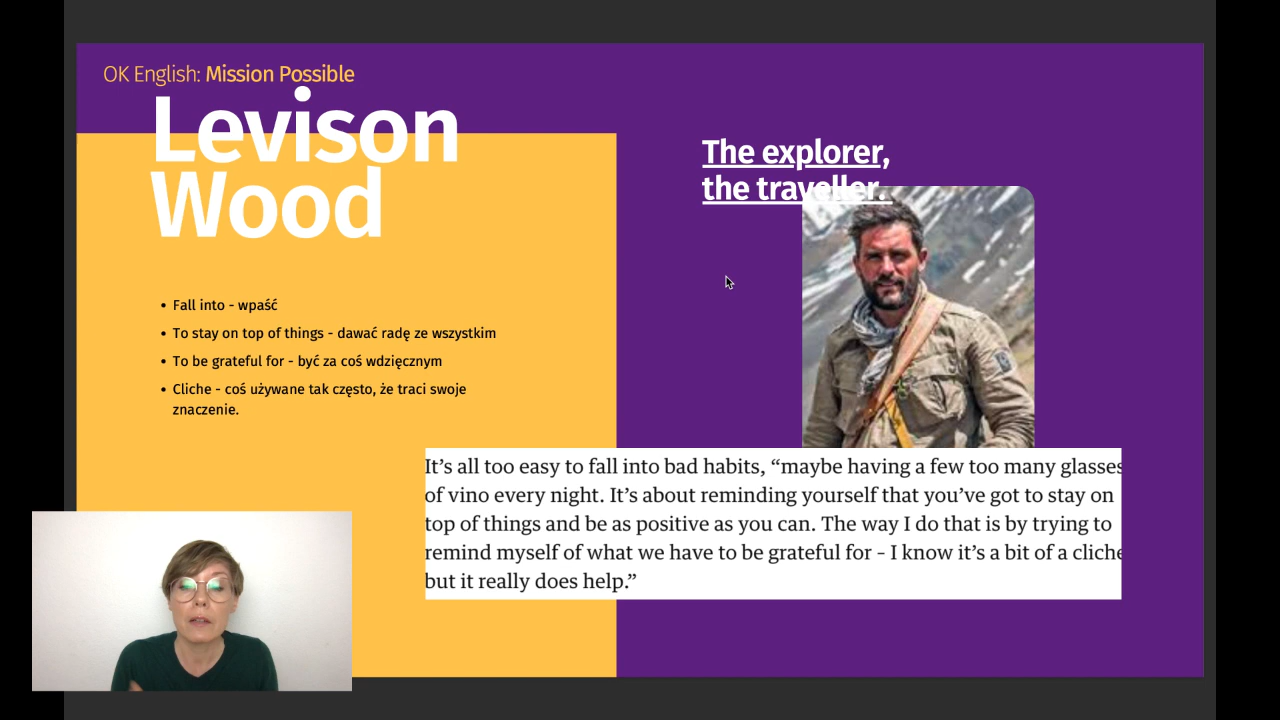 OK English: Mission Possible
Levison
Wood
The explorer,
the traveller.
• Fall into - wpaść
• To stay on top of things - dawać radę ze wszystkim
• To be grateful for - być za coś wdzięcznym
• Cliche - coś używane tak często, że traci swoje
znaczenie.
It’s all too easy to fall into bad habits, “maybe having a few too many glasses
of vino every night. It’s about reminding yourself that you’ve got to stay on
top of things and be as positive as you can. The way I do that is by trying to
remind myself of what we have to be grateful for – I know it’s a bit of a cliche
but it really does help.”